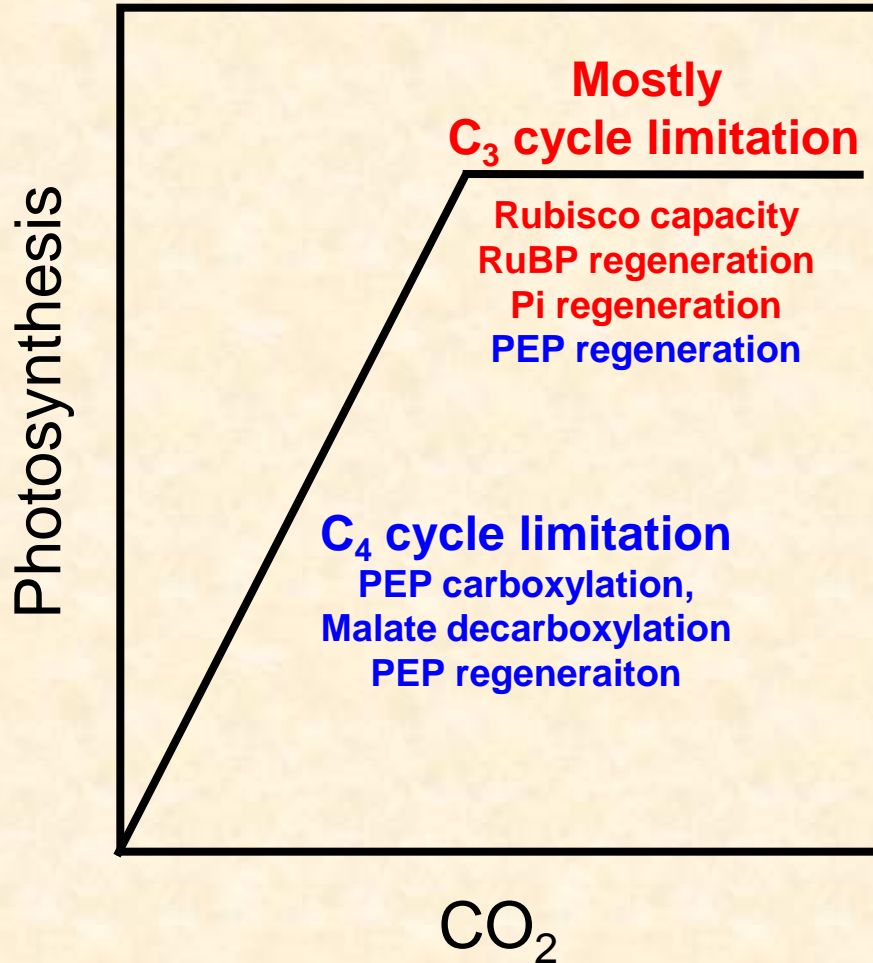 Mostly
C₃ cycle limitation
Rubisco capacity
RuBP regeneration
Pi regeneration
PEP regeneration
C₄ cycle limitation
PEP carboxylation,
Malate decarboxylation
PEP regeneraiton
Photosynthesis
CO₂